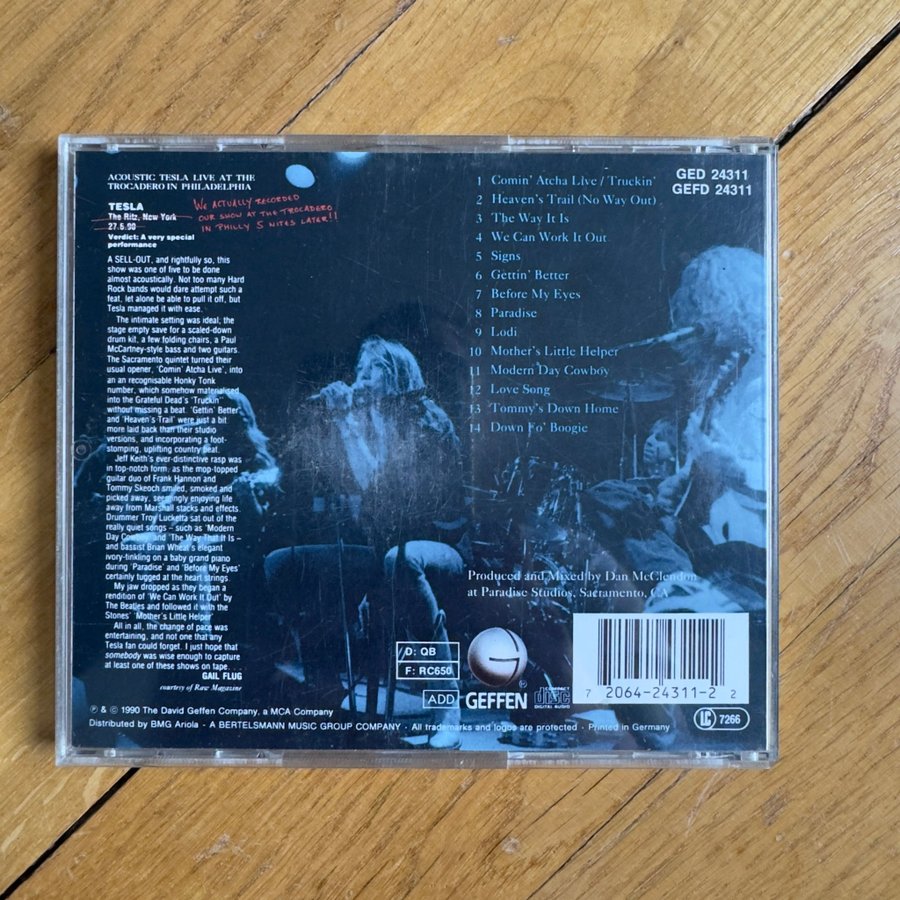 ACOUSTIC TESLA LIVE AT THE
TROCADERO IN PHILADELPHIA
TESLA
The Ritz, New York
27.5.90
Verdict: A very special
performance
We ACTUALLY RECORDED
OUR SHOW AT THE TROCADERO
IN PHILLY 5 NITES LATER!!
A SELL-OUT, and rightfully so, this
show was one of five to be done
almost acoustically. Not too many Hard
Rock bands would dare attempt such a
feat, let alone be able to pull it off, but
Tesla managed it with ease.
The intimate setting was ideal; the
stage empty save for a scaled-down
drum kit, a few folding chairs, a Paul
McCartney-style bass and two guitars.
The Sacramento quintet turned their
usual opener, 'Comin' Atcha Live', into
an an recognisable Honky Tonk
number, which somehow materialised
into the Grateful Dead's 'Truckin''
without missing a beat. 'Gettin' Better'
and 'Heaven's Trail' were just a bit
more laid back than their studio
versions, and incorporating a foot-
stomping, uplifting country beat.
Jeff Keith's ever-distinctive rasp was
in top-notch form, as the mop-topped
guitar duo of Frank Hannon and
Tommy Skeoch smiled, smoked and
picked away, seemingly enjoying life
away from Marshall stacks and effects.
Drummer Troy Lucketta sat out of the
really quiet songs – such as 'Modern
Day Cowboy' and 'The Way That It Is –
and bassist Brian Wheat's elegant
ivory-tinkling on a baby grand piano
during 'Paradise' and 'Before My Eyes'
certainly tugged at the heart strings.
My jaw dropped as they began a
rendition of 'We Can Work It Out' by
The Beatles and followed it with the
Stones' 'Mother's Little Helper
All in all, the change of pace was
entertaining, and not one that any
Tesla fan could forget. I just hope that
somebody was wise enough to capture
at least one of these shows on tape. . .
GAIL FLUG
courtesy of Raw Magazine
GED 24311
GEFD 24311
1 Comin' Atcha Live / Truckin'
2 Heaven's Trail (No Way Out)
3 The Way It Is
4 We Can Work It Out
5 Signs
6 Gettin' Better
7 Before My Eyes
8 Paradise
9 Lodi
10 Mother's Little Helper
11 Modern Day Cowboy
12 Love Song
13 Tommy's Down Home
14 Down Fo' Boogie
Produced and Mixed by Dan McClendon
at Paradise Studios, Sacramento, CA
D: QB
F: RC650
ADD
G
GEFFEN
COMPACT
disc
DIGITAL AUDIO
7 2064-24311-2 2
LC 7266
℗ & © 1990 The David Geffen Company, a MCA Company
Distributed by BMG Ariola · A BERTELSMANN MUSIC GROUP COMPANY · All trademarks and logos are protected · Printed in Germany